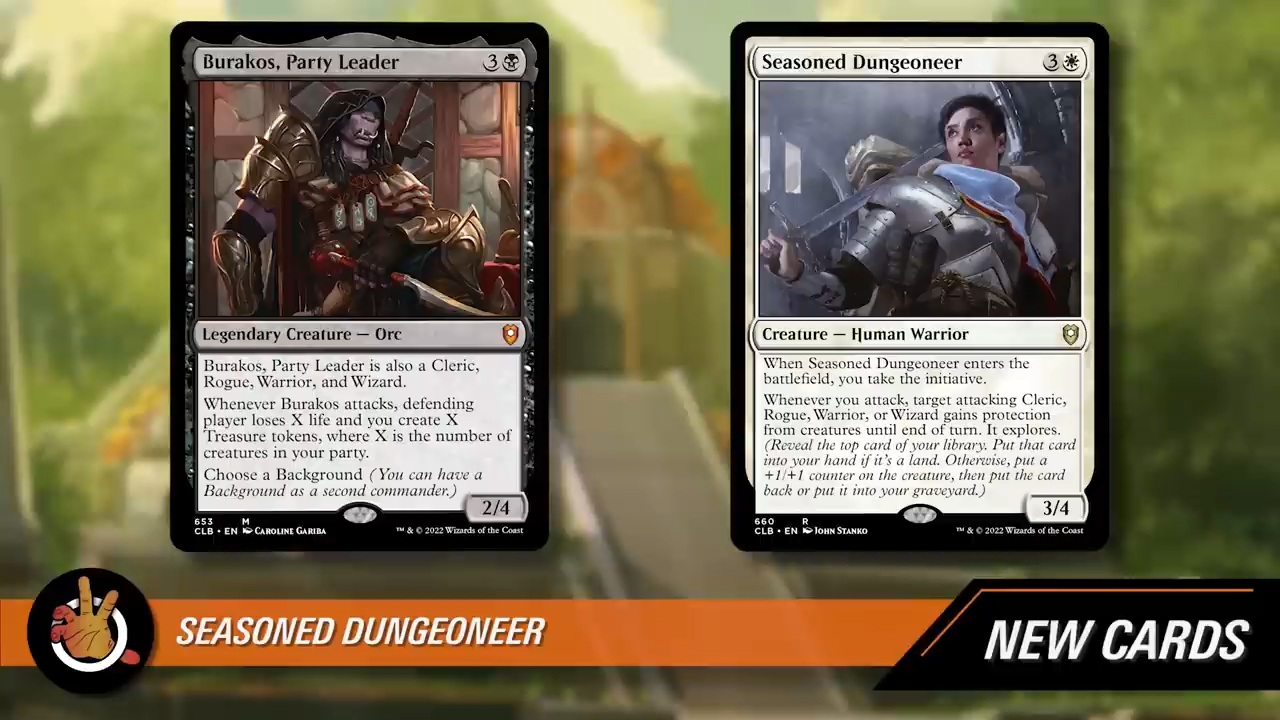 Burakos, Party Leader 3
Legendary Creature — Orc
Burakos, Party Leader is also a Cleric,
Rogue, Warrior, and Wizard.
Whenever Burakos attacks, defending
player loses X life and you create X
Treasure tokens, where X is the number of
creatures in your party.
Choose a Background (You can have a
Background as a second commander.)
2/4
653 M
CLB • EN CAROLINE GARIBA
™ & © 2022 Wizards of the Coast
Seasoned Dungeoneer 3
Creature — Human Warrior
When Seasoned Dungeoneer enters the
battlefield, you take the initiative.
Whenever you attack, target attacking Cleric,
Rogue, Warrior, or Wizard gains protection
from creatures until end of turn. It explores.
(Reveal the top card of your library. Put that card
into your hand if it's a land. Otherwise, put a
+1/+1 counter on the creature, then put the card
back or put it into your graveyard.)
3/4
660 R
CLB • EN JOHN STANKO
™ & © 2022 Wizards of the Coast
SEASONED DUNGEONEER
NEW CARDS